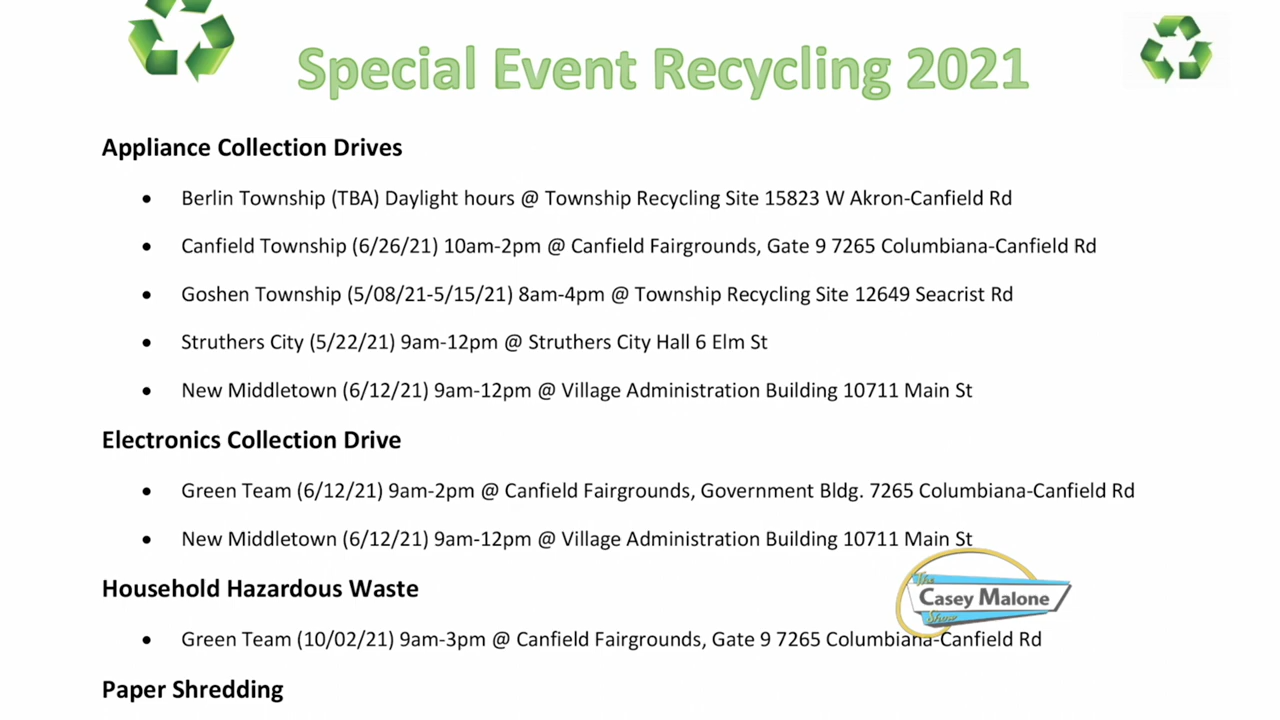 Special Event Recycling 2021
Appliance Collection Drives
• Berlin Township (TBA) Daylight hours @ Township Recycling Site 15823 W Akron-Canfield Rd
• Canfield Township (6/26/21) 10am-2pm @ Canfield Fairgrounds, Gate 9 7265 Columbiana-Canfield Rd
• Goshen Township (5/08/21-5/15/21) 8am-4pm @ Township Recycling Site 12649 Seacrist Rd
• Struthers City (5/22/21) 9am-12pm @ Struthers City Hall 6 Elm St
• New Middletown (6/12/21) 9am-12pm @ Village Administration Building 10711 Main St
Electronics Collection Drive
• Green Team (6/12/21) 9am-2pm @ Canfield Fairgrounds, Government Bldg. 7265 Columbiana-Canfield Rd
• New Middletown (6/12/21) 9am-12pm @ Village Administration Building 10711 Main St
Household Hazardous Waste
The
Casey Malone
Show
• Green Team (10/02/21) 9am-3pm @ Canfield Fairgrounds, Gate 9 7265 Columbiana-Canfield Rd
Paper Shredding